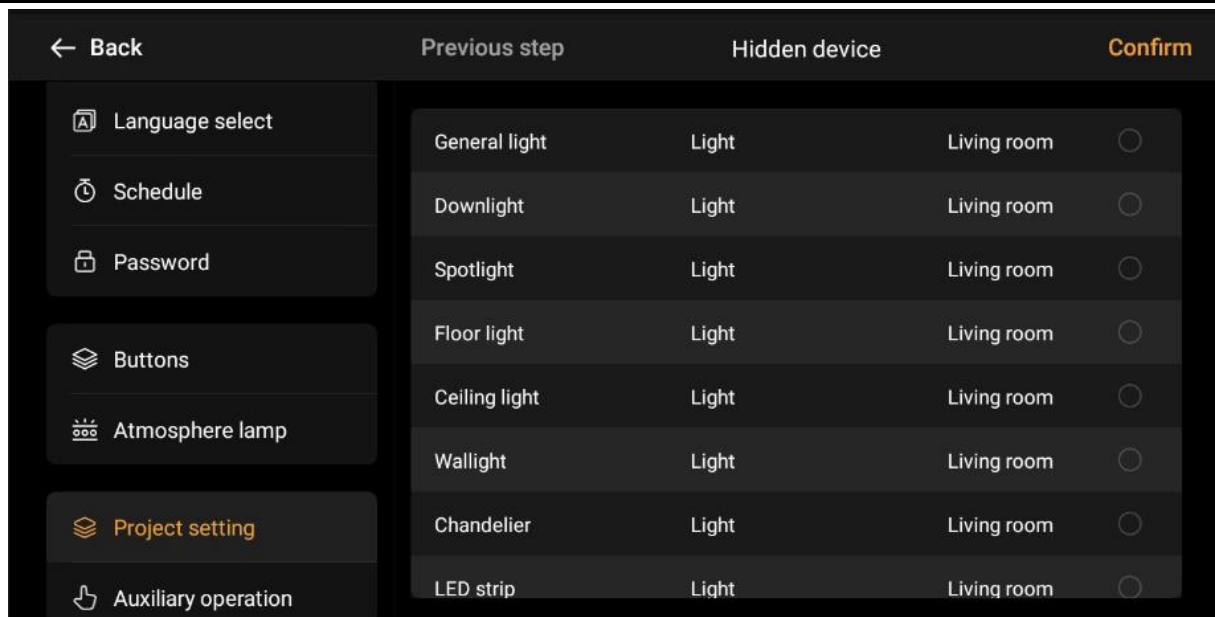 Back
Previous step
Hidden device
Confirm
Language select
Schedule
Password
Buttons
Atmosphere lamp
Project setting
Auxiliary operation
General light Light Living room
Downlight Light Living room
Spotlight Light Living room
Floor light Light Living room
Ceiling light Light Living room
Wallight Light Living room
Chandelier Light Living room
LED strip Light Living room